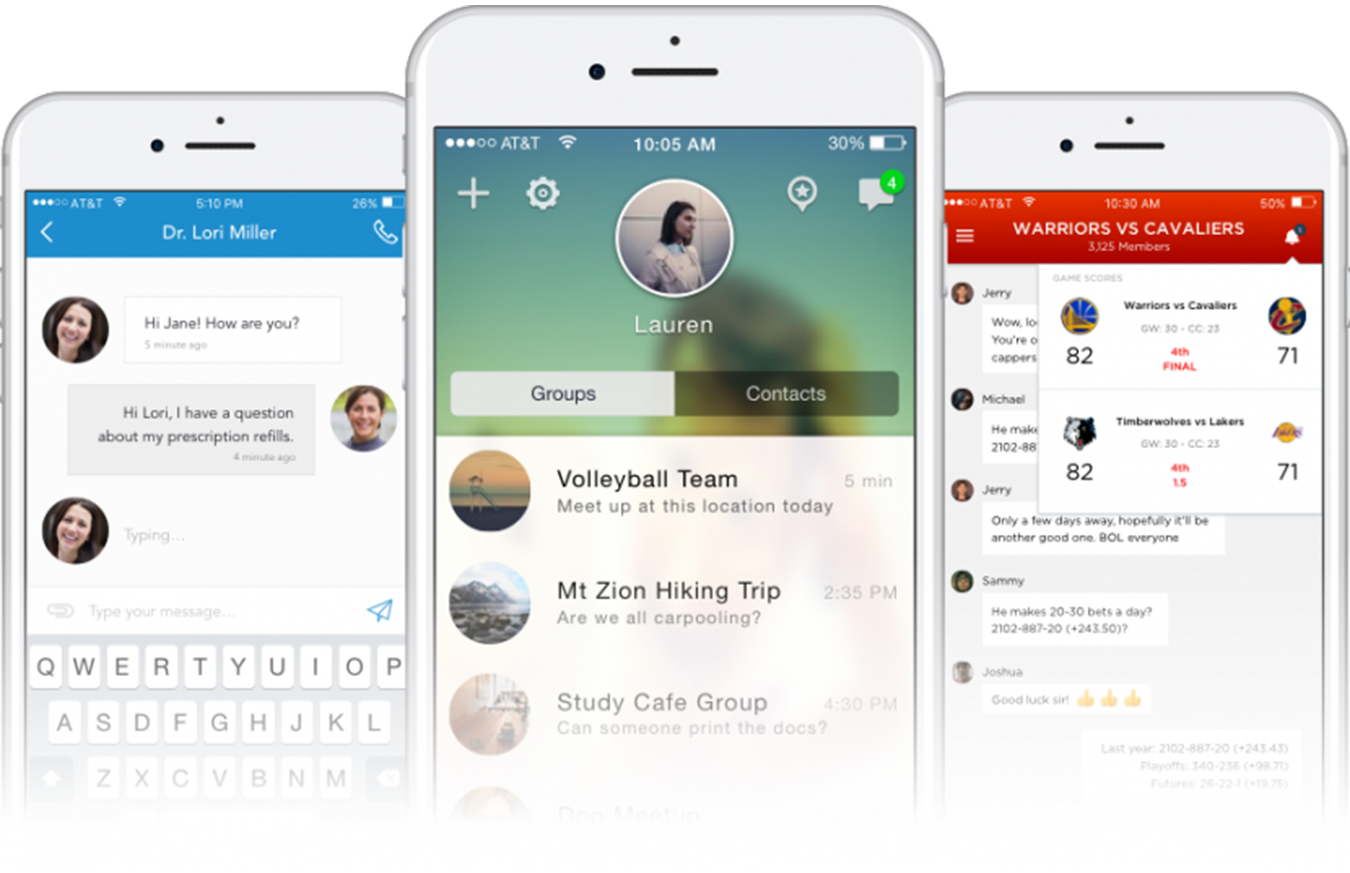 AT&T 5:10 PM 26%
Dr. Lori Miller
Hi Jane! How are you?
5 minute ago
Hi Lori, I have a question
about my prescription refills.
4 minute ago
Typing...
Type your message...
Q W E R T Y U I O P
A S D F G H J K L
Z X C V B N M
AT&T 10:05 AM 30%
4
Lauren
Groups Contacts
Volleyball Team 5 min
Meet up at this location today
Mt Zion Hiking Trip 2:35 PM
Are we all carpooling?
Study Cafe Group 4:30 PM
Can someone print the docs?
Dog Meetup
AT&T 10:30 AM 50%
WARRIORS VS CAVALIERS
3,125 Members
GAME SCORES
Warriors vs Cavaliers
GW: 30 - CC: 23
82 4th 71
FINAL
Timberwolves vs Lakers
GW: 30 - CC: 23
82 4th 71
1.5
Jerry
Wow, lo
You're o
cappers
Michael
He make
2102-88
Jerry
Only a few days away, hopefully it'll be
another good one. BOL everyone
Sammy
He makes 20-30 bets a day?
2102-887-20 (+243.50)?
Joshua
Good luck sir!
Last year: 2102-887-20 (+243.43)
Playoffs: 340-236 (+98.71)
Futures: 26-22-1 (+19.75)